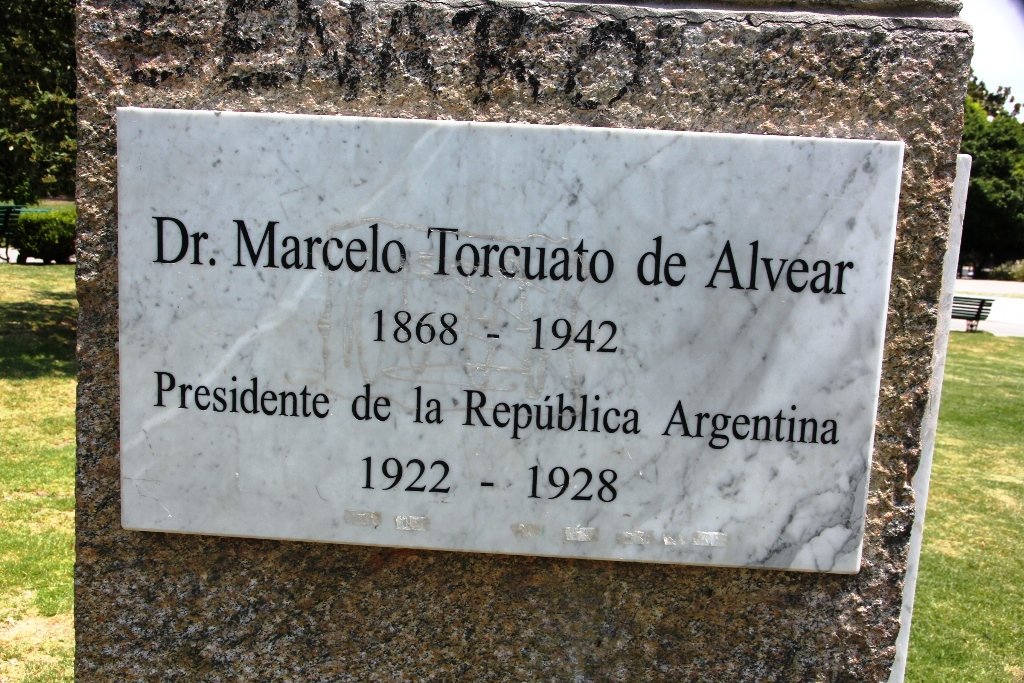 Dr. Marcelo Torcuato de Alvear
1868 - 1942
Presidente de la República Argentina
1922 - 1928